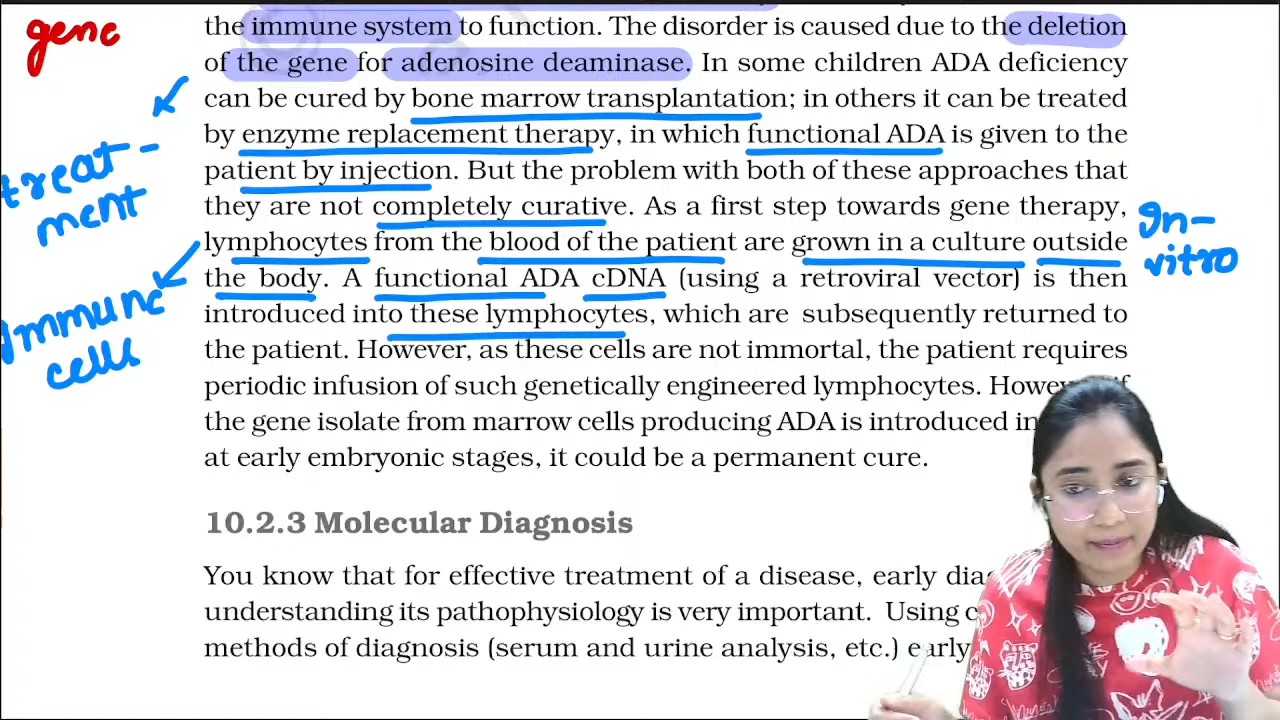 gene
the immune system to function. The disorder is caused due to the deletion
of the gene for adenosine deaminase. In some children ADA deficiency
can be cured by bone marrow transplantation; in others it can be treated
by enzyme replacement therapy, in which functional ADA is given to the
patient by injection. But the problem with both of these approaches that
they are not completely curative. As a first step towards gene therapy,
lymphocytes from the blood of the patient are grown in a culture outside
the body. A functional ADA cDNA (using a retroviral vector) is then
introduced into these lymphocytes, which are subsequently returned to
the patient. However, as these cells are not immortal, the patient requires
periodic infusion of such genetically engineered lymphocytes. However, if
the gene isolate from marrow cells producing ADA is introduced
at early embryonic stages, it could be a permanent cure.
treat-
ment
Immune
cells
In-
vitro
10.2.3 Molecular Diagnosis
You know that for effective treatment of a disease, early
understanding its pathophysiology is very important. Using
methods of diagnosis (serum and urine analysis, etc.) early